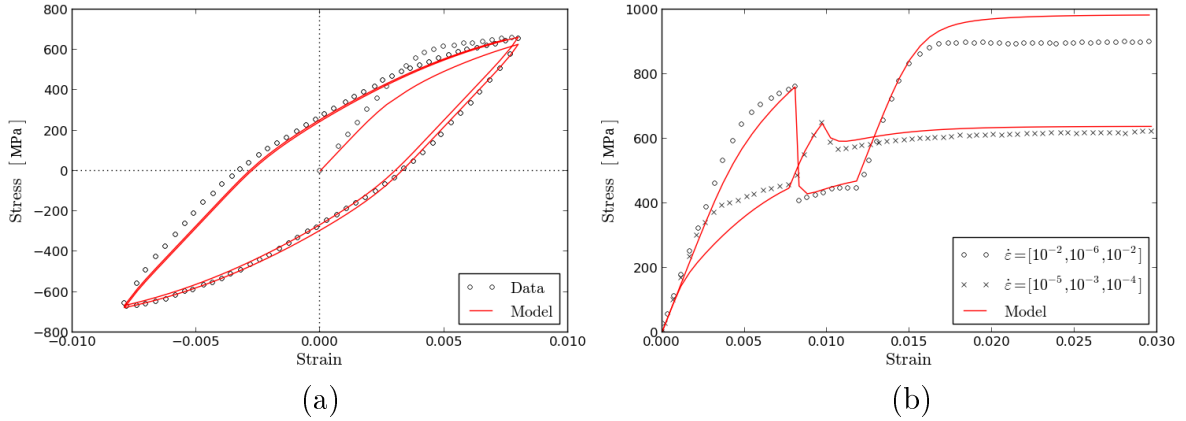 800
600
400
200
0
−200
−400
−600
−800
−0.010
−0.005
0.000
0.005
0.010
Stress [ MPa]
Strain
Data
Model
(a)
1000
800
600
400
200
0
0.000
0.005
0.010
0.015
0.020
0.025
0.030
Stress [ MPa]
Strain
ε̇ =[10⁻²,10⁻⁶,10⁻²]
ε̇ =[10⁻⁵,10⁻³,10⁻⁴]
Model
(b)